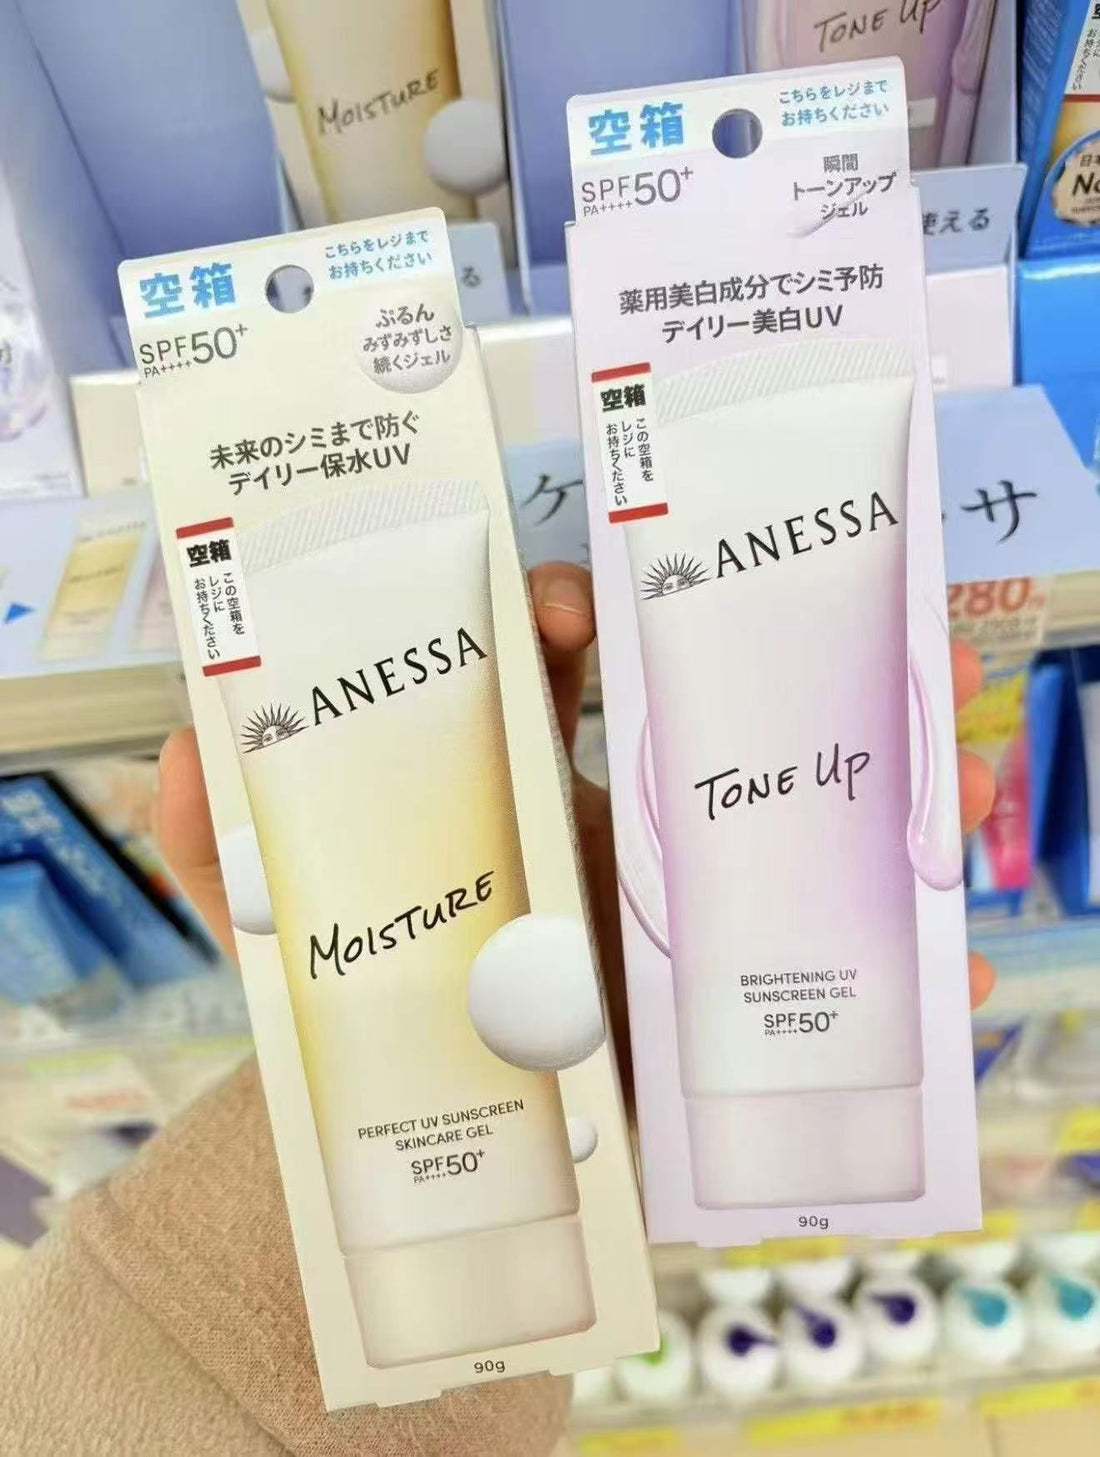 MOISTURE
TONE UP
空箱
こちらをレジまで
お持ちください
SPF50+
PA++++
ぷるん
みずみずしさ
続くジェル
未来のシミまで防ぐ
デイリー保水UV
空箱
この空箱を
レジに
お持ちください
ANESSA
MOISTURE
PERFECT UV SUNSCREEN
SKINCARE GEL
SPF50+
PA++++
90g
空箱
こちらをレジまで
お持ちください
SPF50+
PA++++
瞬間
トーンアップ
ジェル
薬用美白成分でシミ予防
デイリー美白UV
空箱
この空箱を
レジに
お持ちください
ANESSA
TONE UP
BRIGHTENING UV
SUNSCREEN GEL
SPF50+
PA++++
90g
る
使える
ケ
サ
280